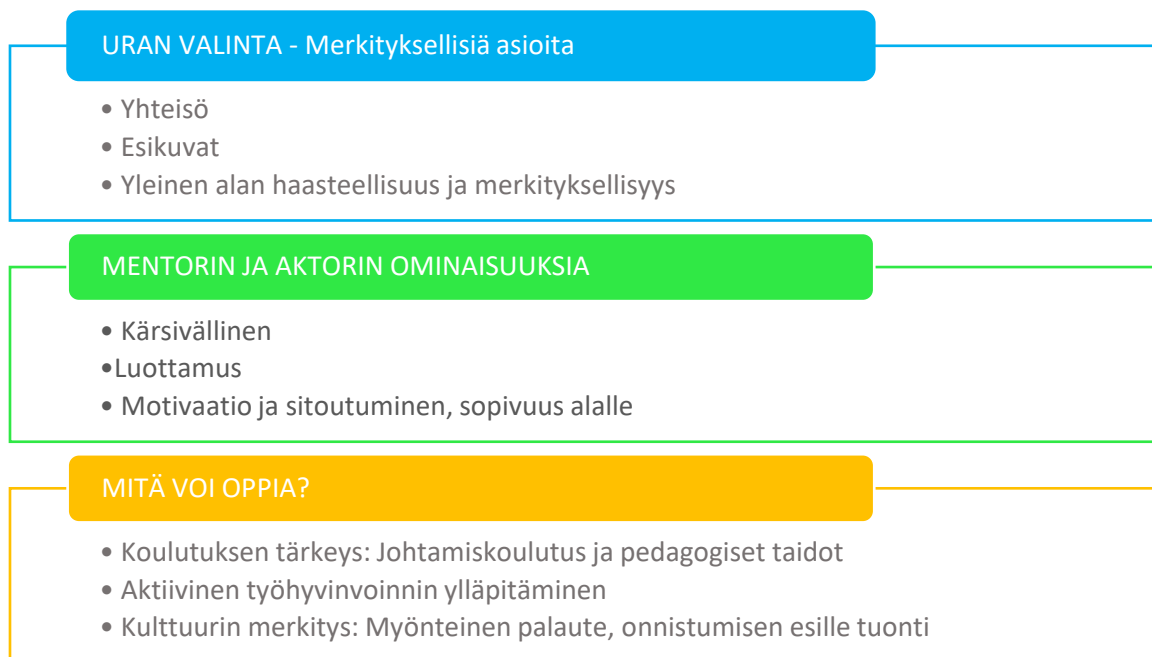 URAN VALINTA - Merkityksellisiä asioita
• Yhteisö
• Esikuvat
• Yleinen alan haasteellisuus ja merkityksellisyys
MENTORIN JA AKTORIN OMINAISUUKSIA
• Kärsivällinen
•Luottamus
• Motivaatio ja sitoutuminen, sopivuus alalle
MITÄ VOI OPPIA?
• Koulutuksen tärkeys: Johtamiskoulutus ja pedagogiset taidot
• Aktiivinen työhyvinvoinnin ylläpitäminen
• Kulttuurin merkitys: Myönteinen palaute, onnistumisen esille tuonti